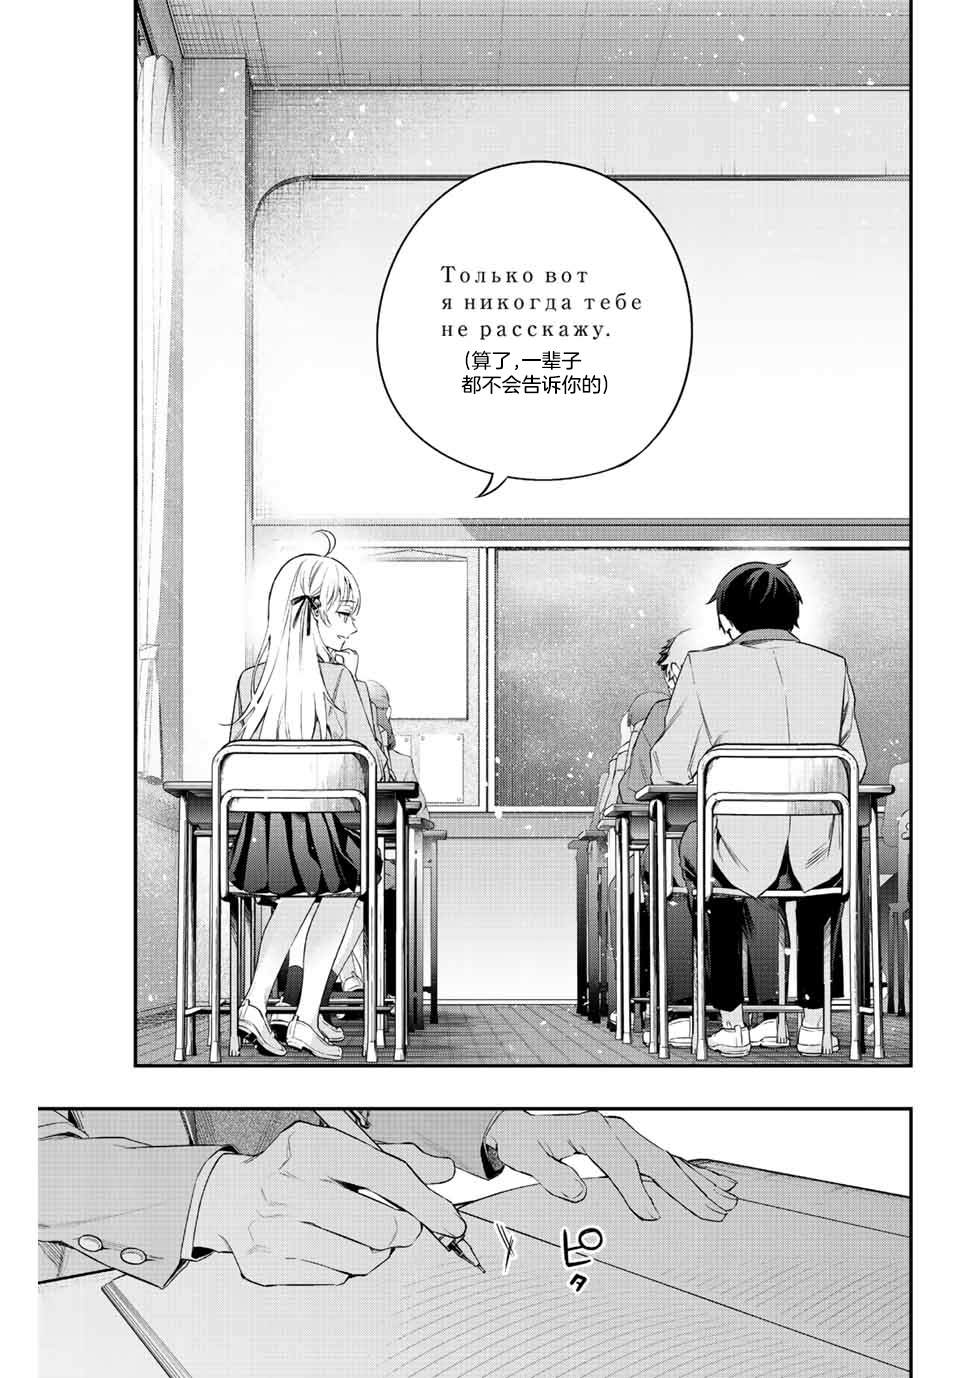 Только вот
я никогда тебе
не расскажу.
(算了,一辈子
都不会告诉你的)
ピタ